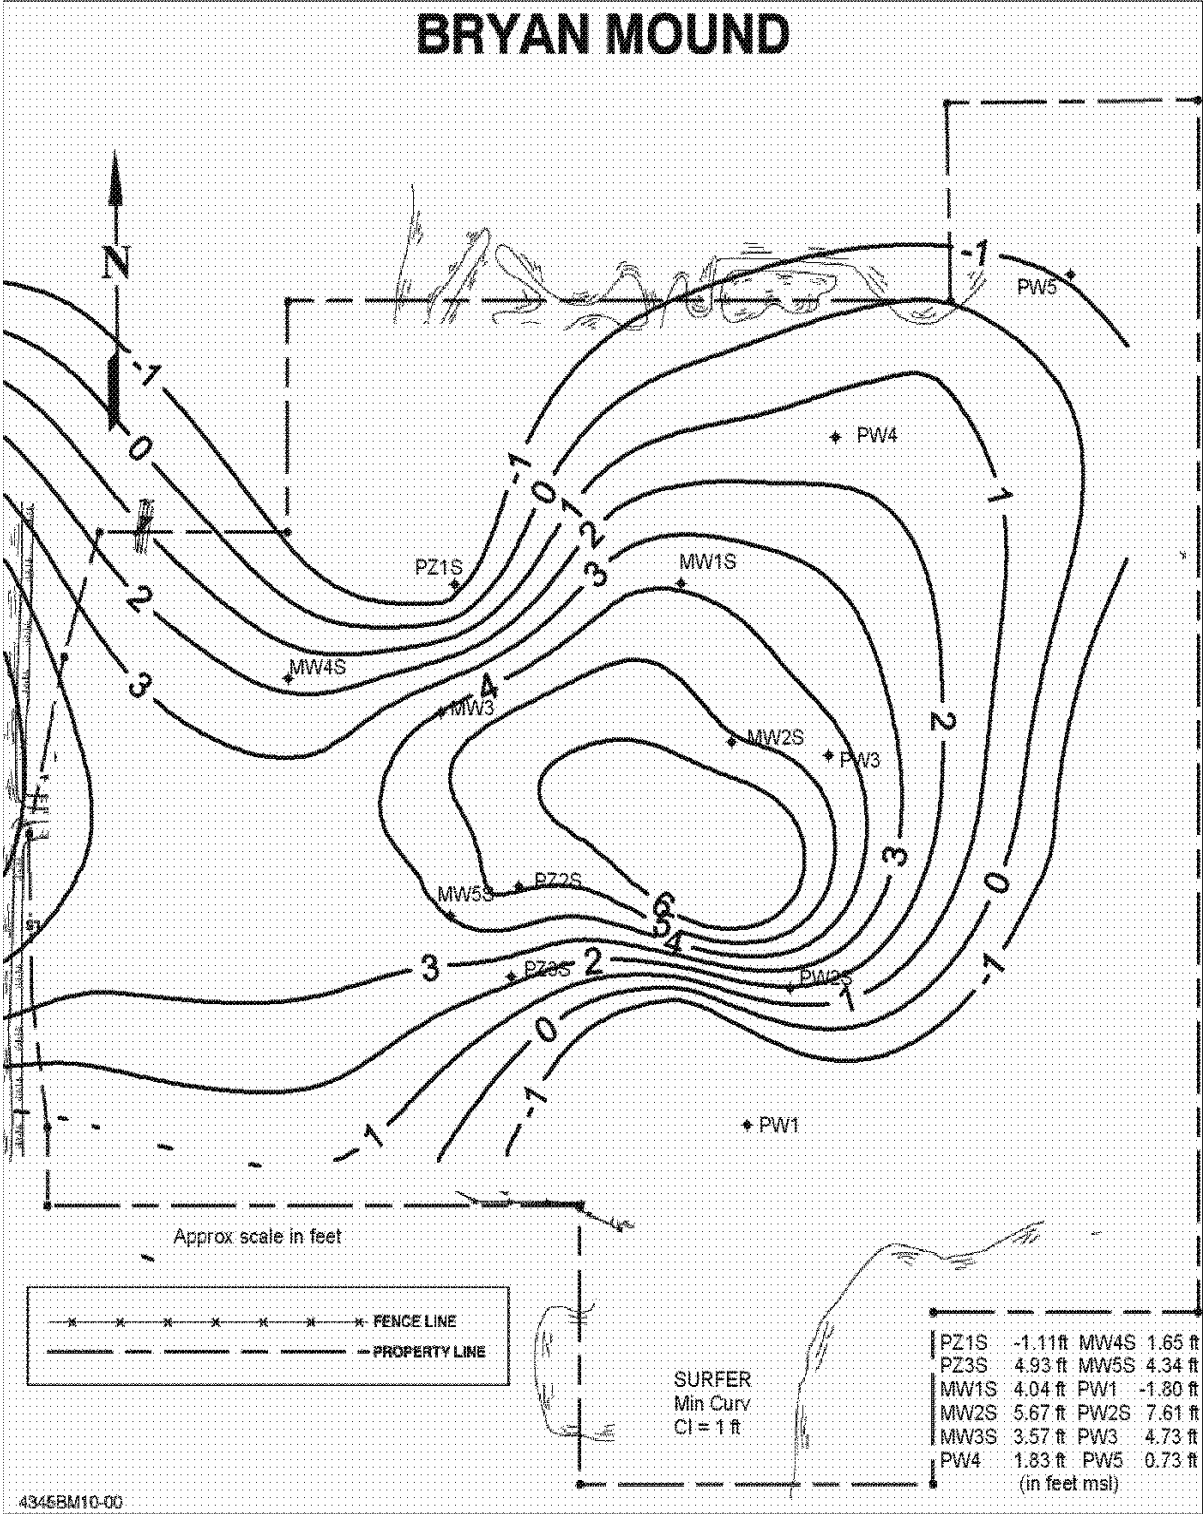 BRYAN MOUND
N
-1
PW5
-1
0
PW4
-1
0
1
1
2
3
PZ1S
MW1S
2
MW4S
3
4
MW3
2
MW2S
PW3
3
0
PZ2S
MW5S
6
5
4
3
PZ3S
2
PW2S
1
-1
0
-1
1
PW1
Approx scale in feet
FENCE LINE
PROPERTY LINE
SURFER
Min Curv
CI = 1 ft
PZ1S -1.11ft MW4S 1.65 ft
PZ3S 4.93 ft MW5S 4.34 ft
MW1S 4.04 ft PW1 -1.80 ft
MW2S 5.67 ft PW2S 7.61 ft
MW3S 3.57 ft PW3 4.73 ft
PW4 1.83 ft PW5 0.73 ft
(in feet msl)
4345BM10-00